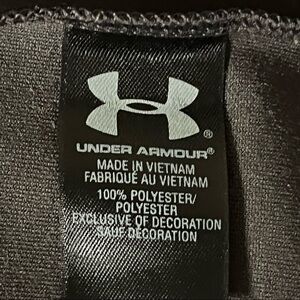 ®
UNDER ARMOUR®
MADE IN VIETNAM
FABRIQUÉ AU VIETNAM
100% POLYESTER/
POLYESTER
EXCLUSIVE OF DECORATION
SAUF DÉCORATION